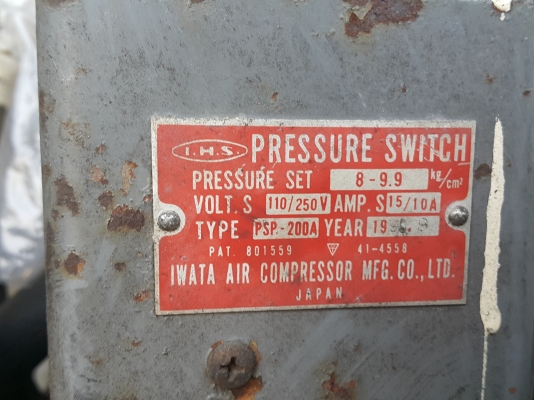 I.H.S PRESSURE SWITCH
PRESSURE SET 8-9.9 kg/cm²
VOLT.S 110/250V AMP.S 15/10A
TYPE PSP-200A YEAR
PAT. 801559 ▽ 41-4558
IWATA AIR COMPRESSOR MFG.CO.,LTD.
JAPAN